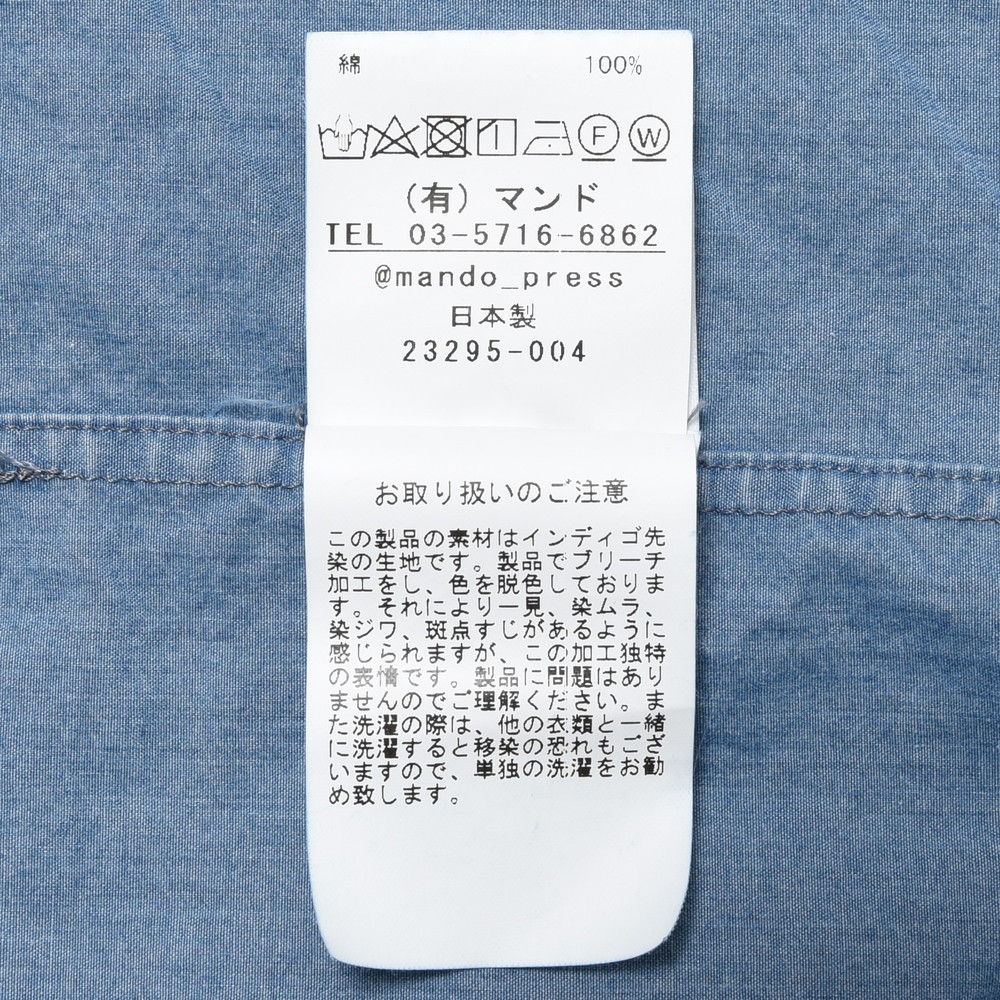 綿 100%
F W
(有) マンド
TEL 03-5716-6862
@mando_press
日本製
23295-004
お取り扱いのご注意
この製品の素材はインディゴ先
染の生地です。製品でブリーチ
加工をし、色を脱色しておりま
す。それにより一見、染ムラ、
染ジワ、斑点すじがあるように
感じられますが、この加工独特
の表情です。製品に問題はあり
ませんのでご理解ください。ま
た洗濯の際は、他の衣類と一緒
に洗濯すると移染の恐れもござ
いますので、単独の洗濯をお勧
め致します。